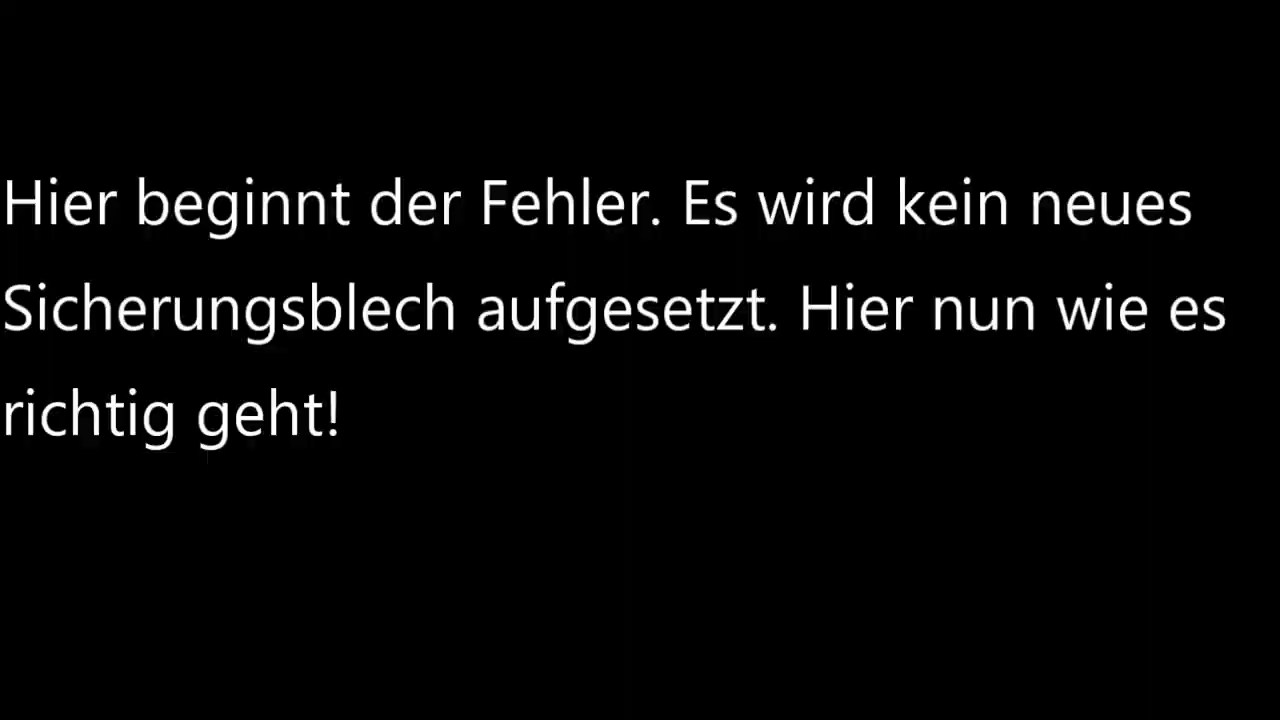 Hier beginnt der Fehler. Es wird kein neues
Sicherungsblech aufgesetzt. Hier nun wie es
richtig geht!